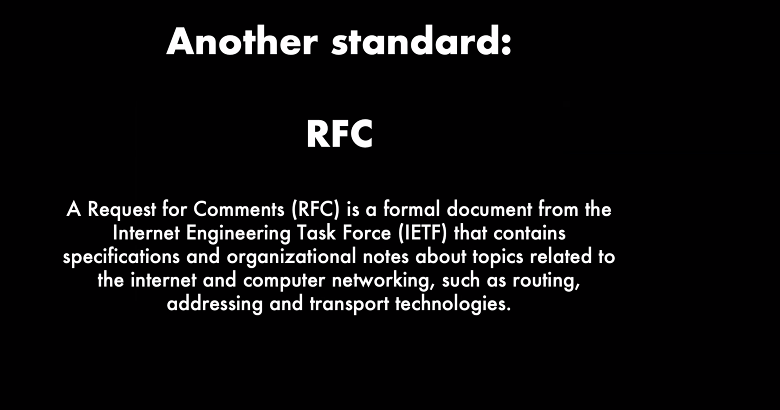 Another standard:
RFC
A Request for Comments (RFC) is a formal document from the
Internet Engineering Task Force (IETF) that contains
specifications and organizational notes about topics related to
the internet and computer networking, such as routing,
addressing and transport technologies.